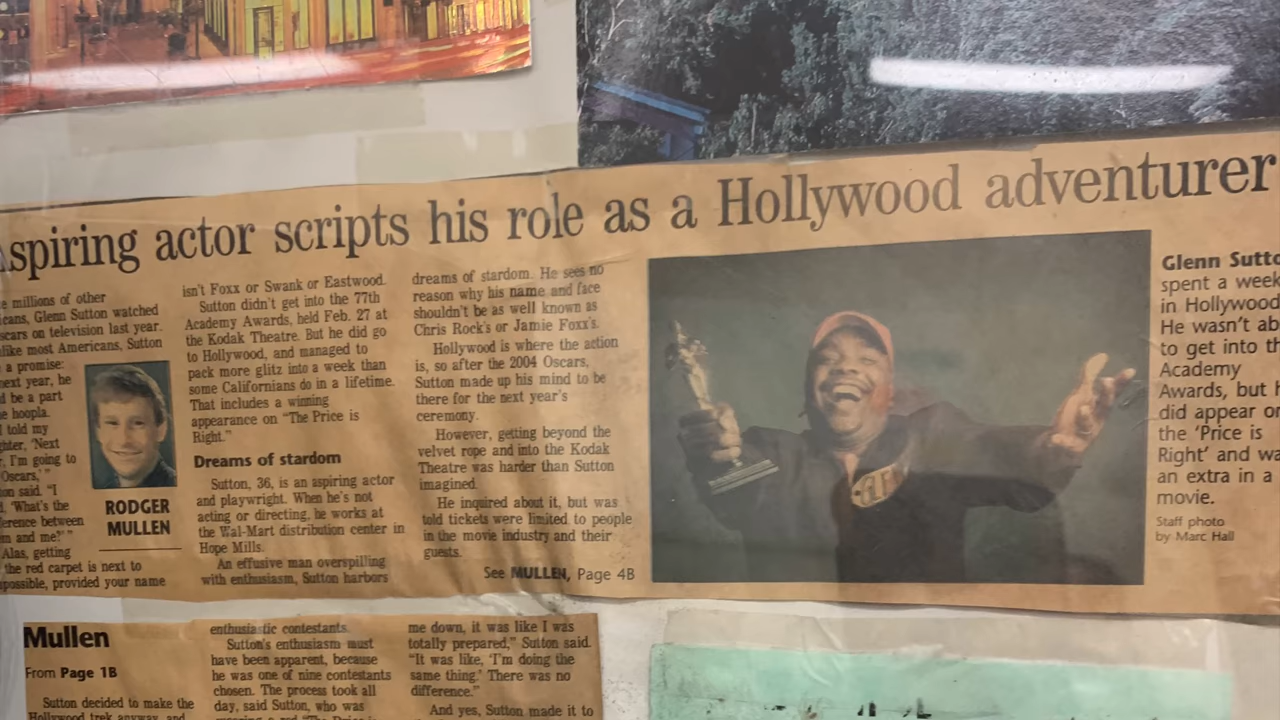 spiring actor scripts his role as a Hollywood adventurer
e millions of other
cans, Glenn Sutton watched
scars on television last year.
like most Americans, Sutton
a promise:
next year, he
d be a part
e hoopla.
I told my
ghter, 'Next
r, I'm going to
Oscars,' "
on said. "I
'What's the
erence between
m and me?' "
Alas, getting
the red carpet is next to
possible, provided your name
RODGER
MULLEN
isn't Foxx or Swank or Eastwood.
Sutton didn't get into the 77th
Academy Awards, held Feb. 27 at
the Kodak Theatre. But he did go
to Hollywood, and managed to
pack more glitz into a week than
some Californians do in a lifetime.
That includes a winning
appearance on "The Price is
Right."
Dreams of stardom
Sutton, 36, is an aspiring actor
and playwright. When he's not
acting or directing, he works at
the Wal-Mart distribution center in
Hope Mills.
An effusive man overspilling
with enthusiasm, Sutton harbors
dreams of stardom. He sees no
reason why his name and face
shouldn't be as well known as
Chris Rock's or Jamie Foxx's.
Hollywood is where the action
is, so after the 2004 Oscars,
Sutton made up his mind to be
there for the next year's
ceremony.
However, getting beyond the
velvet rope and into the Kodak
Theatre was harder than Sutton
imagined.
He inquired about it, but was
told tickets were limited to people
in the movie industry and their
guests.
See MULLEN, Page 4B
Glenn Sutto
spent a week
in Hollywood
He wasn't ab
to get into th
Academy
Awards, but h
did appear on
the 'Price is
Right' and wa
an extra in a
movie.
Staff photo
by Marc Hall
Mullen
From Page 1B
Sutton decided to make the
Hollywood trek anyway, and
enthusiastic contestants.
Sutton's enthusiasm must
have been apparent, because
he was one of nine contestants
chosen. The process took all
day, said Sutton, who was
me down, it was like I was
totally prepared," Sutton said.
"It was like, 'I'm doing the
same thing.' There was no
difference."
And yes, Sutton made it to